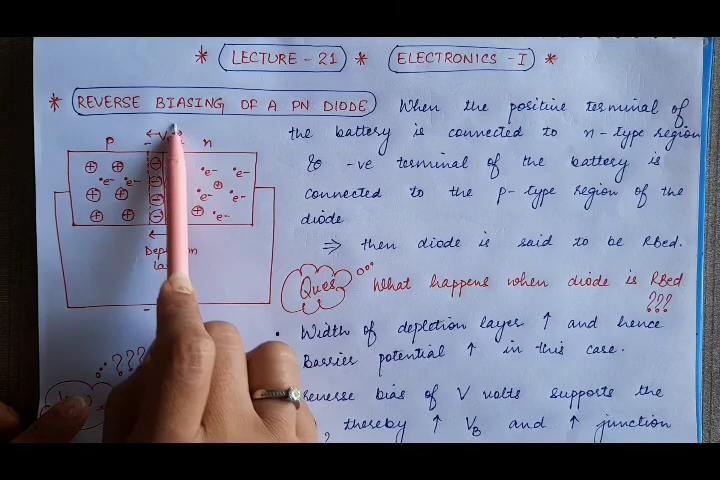 * LECTURE - 21 * ELECTRONICS - I *
* REVERSE BIASING OF A PN DIODE When the positive terminal of
the battery is connected to n-type region
& -ve terminal of the battery is
connected to the p-type region of the
diode
⇒ then diode is said to be RBed.
Ques What happens when diode is RBed
???
• Width of depletion layer ↑ and hence
Barrier potential ↑ in this case.
reverse bias of V volts supports the
thereby ↑ VB and ↑ junction
p n
- +
+ + - e- e-
+ e- e- - +
+ + - e- e-
+ + - + e-
-
???